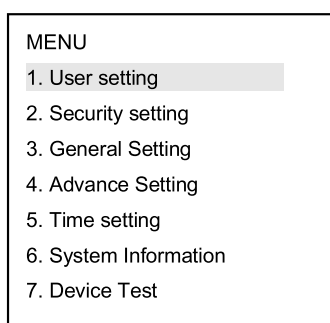 MENU
1. User setting
2. Security setting
3. General Setting
4. Advance Setting
5. Time setting
6. System Information
7. Device Test